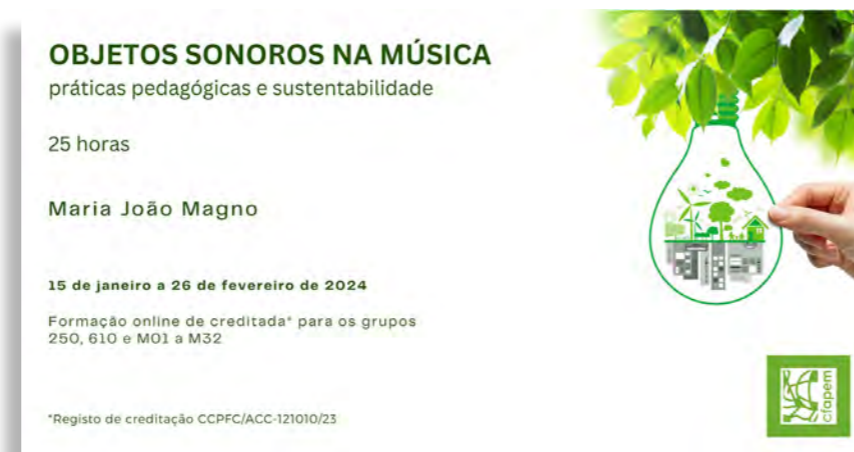 OBJETOS SONOROS NA MÚSICA
práticas pedagógicas e sustentabilidade
25 horas
Maria João Magno
15 de janeiro a 26 de fevereiro de 2024
Formação online de creditada* para os grupos
250, 610 e M01 a M32
*Registo de creditação CCPFC/ACC-121010/23
cfapem